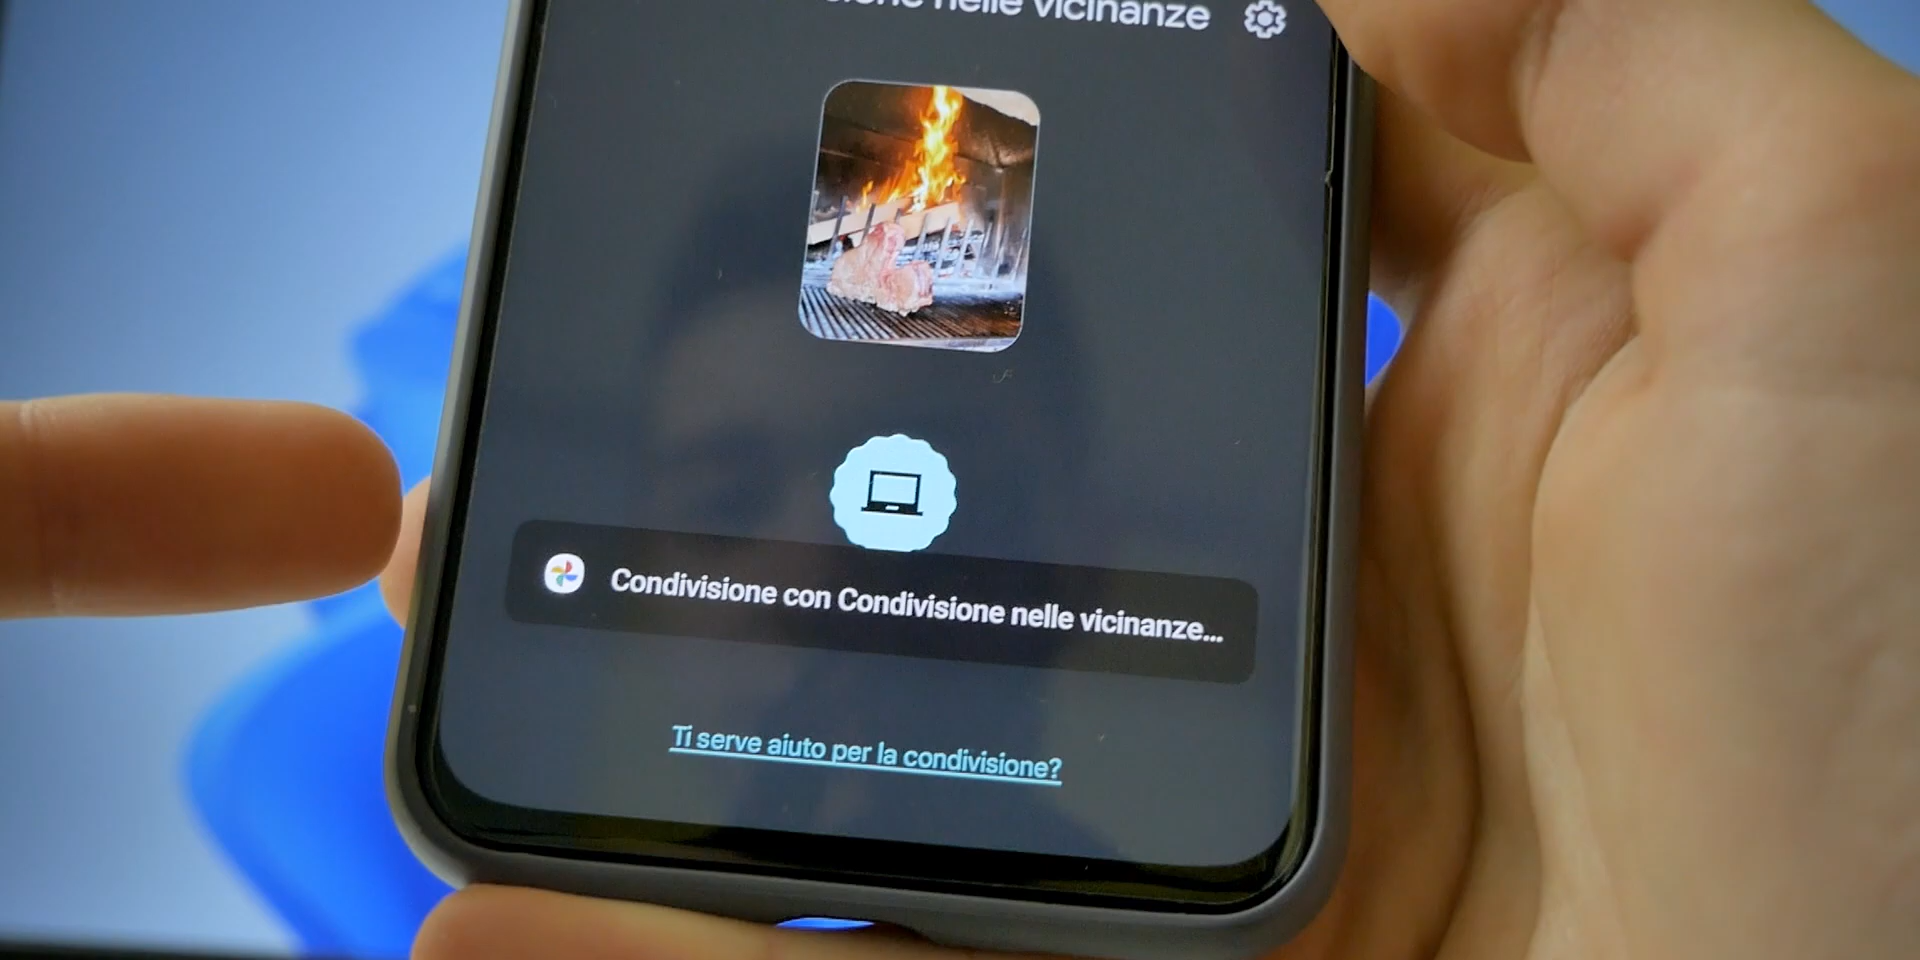 nelle vicinanze
Condivisione con Condivisione nelle vicinanze...
Ti serve aiuto per la condivisione?